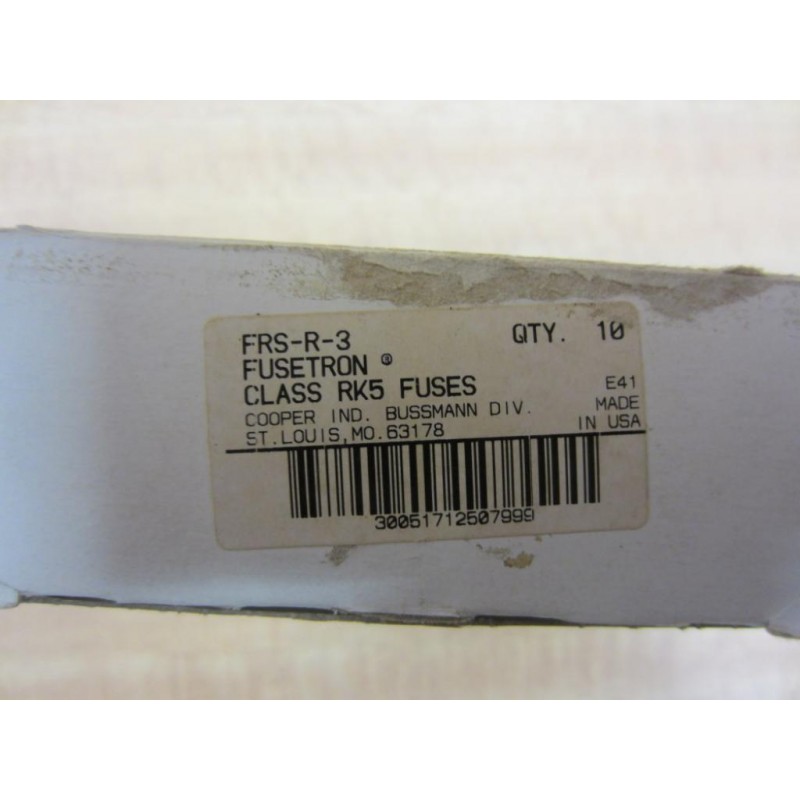 FRS-R-3 QTY. 10
FUSETRON ®
CLASS RK5 FUSES E41
COOPER IND. BUSSMANN DIV. MADE
ST.LOUIS,MO.63178 IN USA
30051712507999